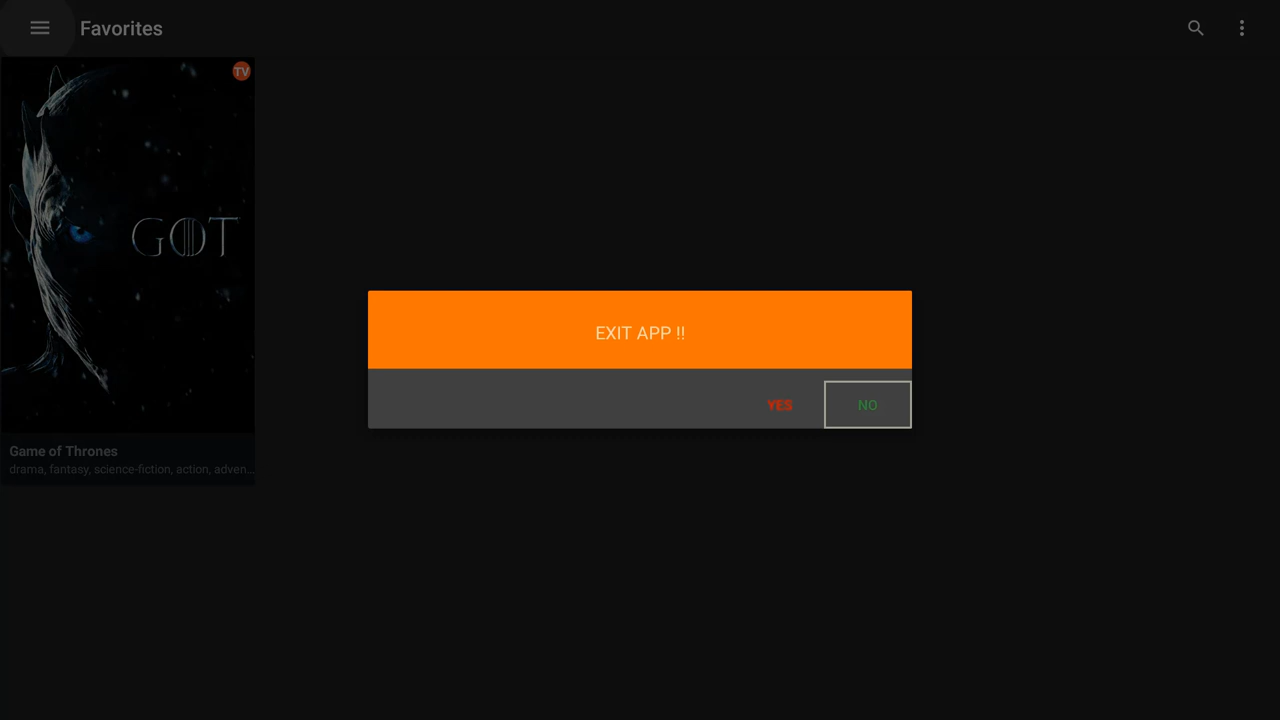 Favorites
TV
GOT
EXIT APP !!
YES
NO
Game of Thrones
drama, fantasy, science-fiction, action, adven...